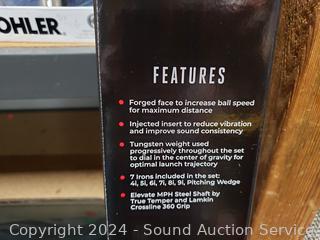 OHLER.
FEATURES
Forged face to increase ball speed
for maximum distance
Injected insert to reduce vibration
and improve sound consistency
Tungsten weight used
progressively throughout the set
to dial in the center of gravity for
optimal launch trajectory
7 Irons included in the set:
4i, 5i, 6i, 7i, 8i, 9i, Pitching Wedge
Elevate MPH Steel Shaft by
True Temper and Lamkin
Crossline 360 Grip
Copyright 2024 - Sound Auction Service